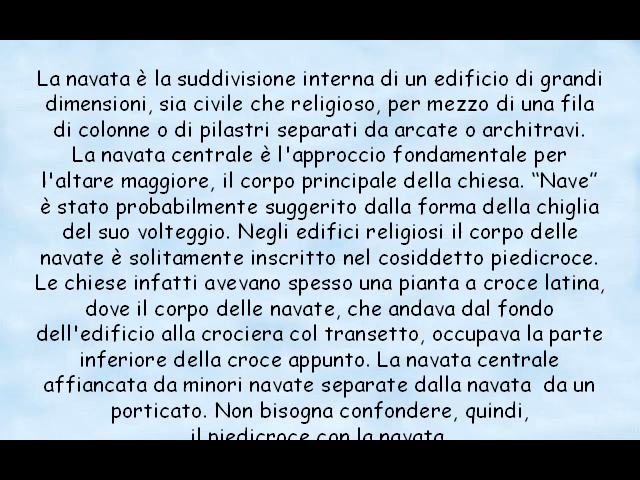 La navata è la suddivisione interna di un edificio di grandi
dimensioni, sia civile che religioso, per mezzo di una fila
di colonne o di pilastri separati da arcate o architravi.
La navata centrale è l'approccio fondamentale per
l'altare maggiore, il corpo principale della chiesa. “Nave”
è stato probabilmente suggerito dalla forma della chiglia
del suo volteggio. Negli edifici religiosi il corpo delle
navate è solitamente inscritto nel cosiddetto piedicroce.
Le chiese infatti avevano spesso una pianta a croce latina,
dove il corpo delle navate, che andava dal fondo
dell'edificio alla crociera col transetto, occupava la parte
inferiore della croce appunto. La navata centrale
affiancata da minori navate separate dalla navata da un
porticato. Non bisogna confondere, quindi,
il piedicroce con la navata